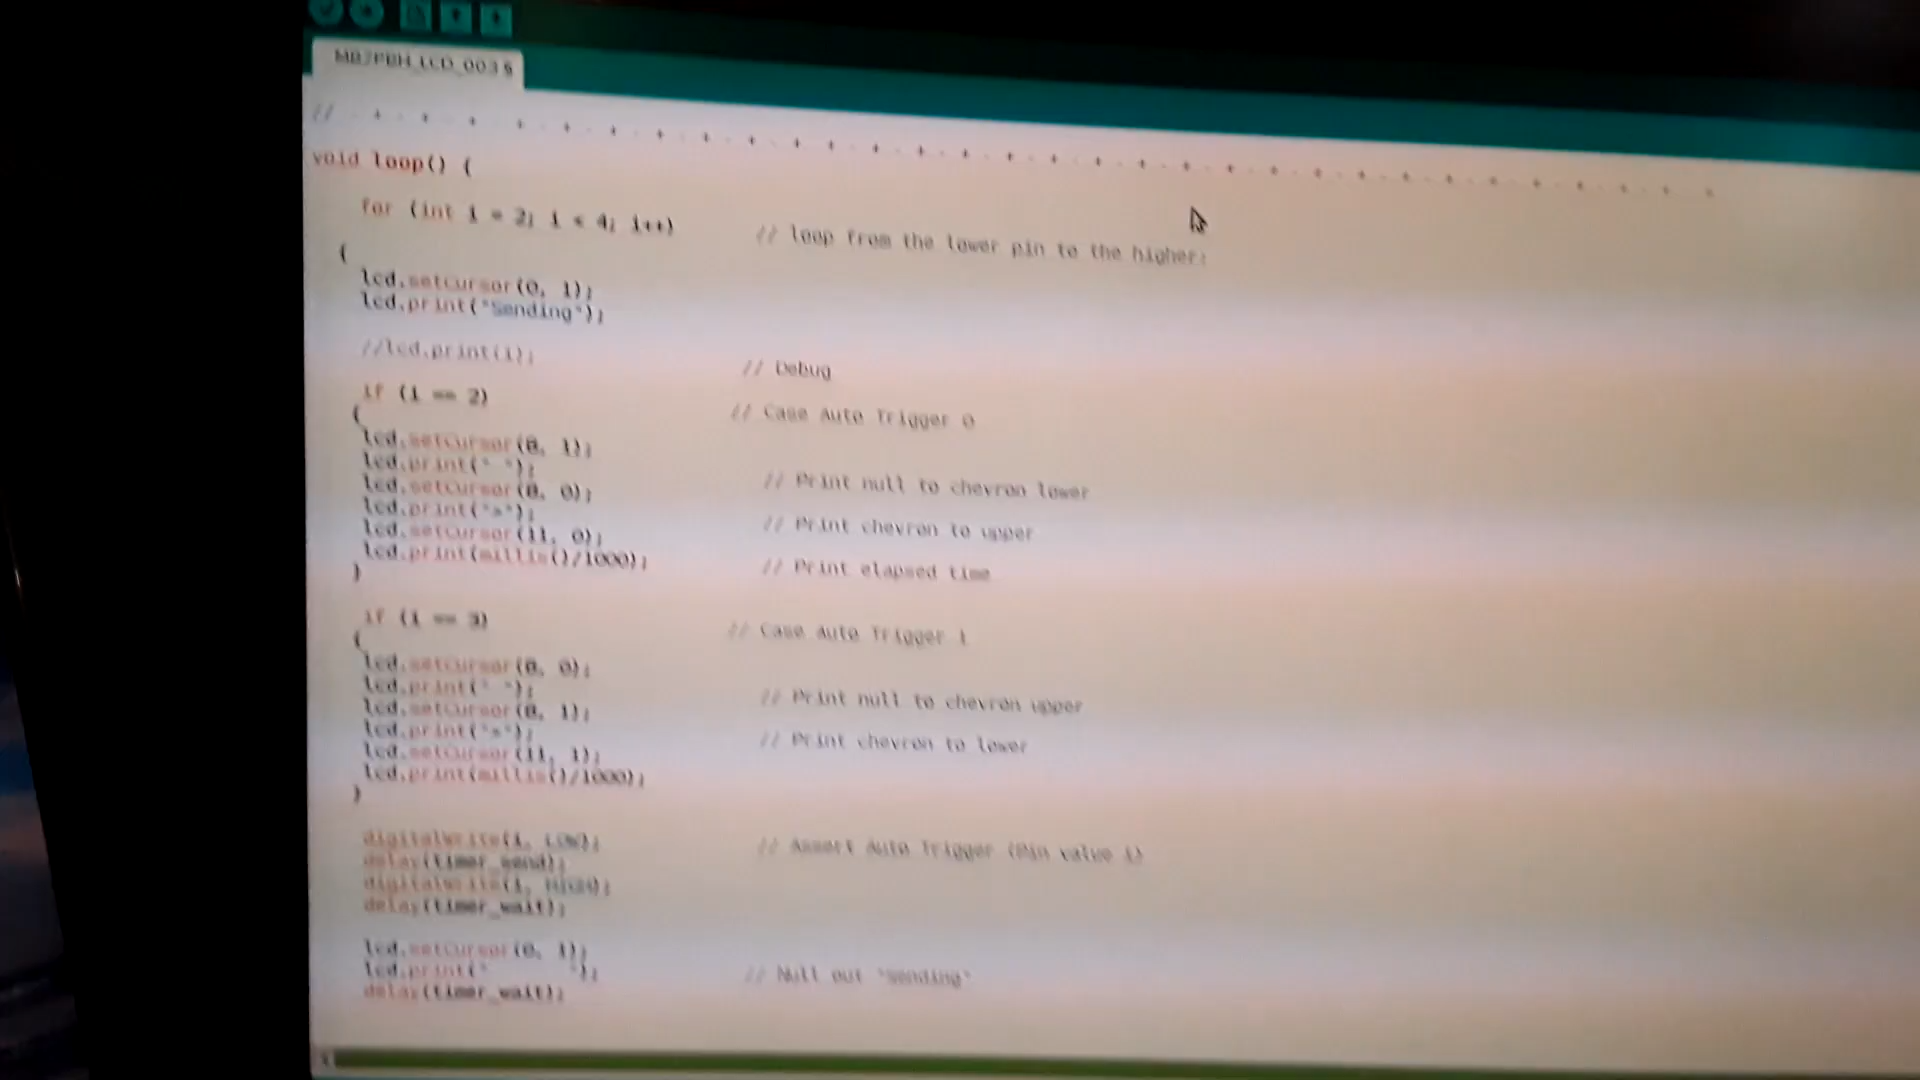 // - + - + - + - + - + - + - + - + - + - + - + - + - + - + - + - + - + - + - + - + - + - + - + - + - + - + - + - + - + - + - +
void loop() {
for (int i = 2; i < 4; i++) // loop from the lower pin to the higher:
{
lcd.setCursor(0, 1);
lcd.print("Sending");
//lcd.print(i); // Debug
if (i == 2) // Case Auto Trigger 0
{
lcd.setCursor(8, 1);
lcd.print(" "); // Print null to chevron lower
lcd.setCursor(8, 0);
lcd.print(">"); // Print chevron to upper
lcd.setCursor(11, 0);
lcd.print(millis()/1000); // Print elapsed time
}
if (i == 3) // Case Auto Trigger 1
{
lcd.setCursor(8, 0);
lcd.print(" "); // Print null to chevron upper
lcd.setCursor(8, 1);
lcd.print(">"); // Print chevron to lower
lcd.setCursor(11, 1);
lcd.print(millis()/1000);
}
digitalWrite(i, LOW); // Assert Auto Trigger (Pin value i)
delay(timer_send);
digitalWrite(i, HIGH);
delay(timer_wait);
lcd.setCursor(0, 1);
lcd.print("       "); // Null out "Sending"
delay(timer_wait);